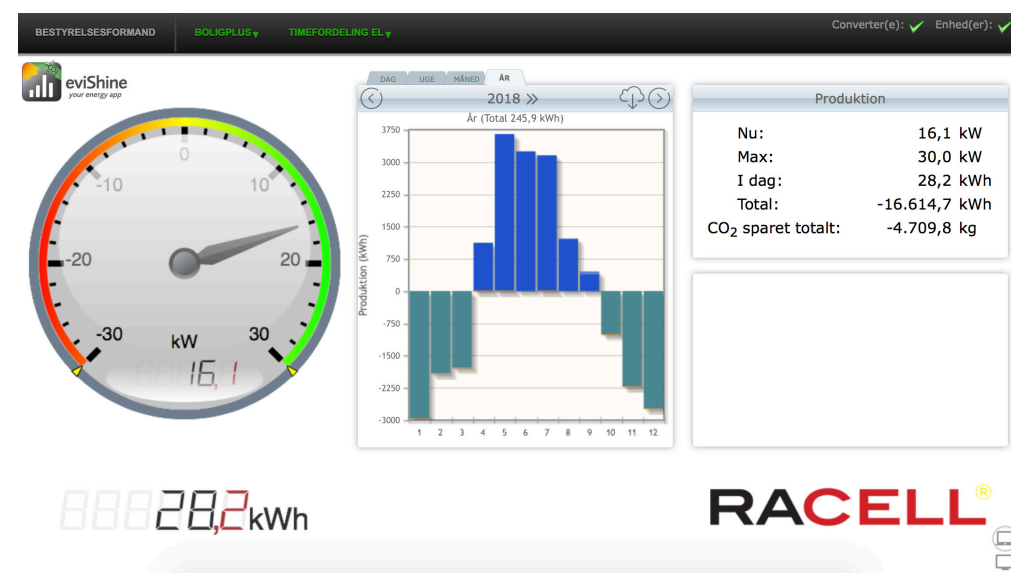 BESTYRELSESFORMAND BOLIGPLUS TIMEFORDELING EL Converter(e): Enhed(er):
eviShine
your energy app
DAG UGE MÅNED ÅR
2018 »
År (Total 245,9 kWh)
Produktion (kWh)
3750
3000
2250
1500
750
0
-750
-1500
-2250
-3000
1 2 3 4 5 6 7 8 9 10 11 12
-30 -20 -10 0 10 20 30
kW
16,1
Produktion
Nu: 16,1 kW
Max: 30,0 kW
I dag: 28,2 kWh
Total: -16.614,7 kWh
CO2 sparet totalt: -4.709,8 kg
28,2 kWh
RACELL®